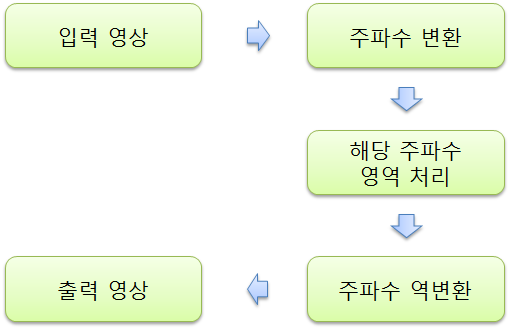 입력 영상
주파수 변환
해당 주파수
영역 처리
주파수 역변환
출력 영상